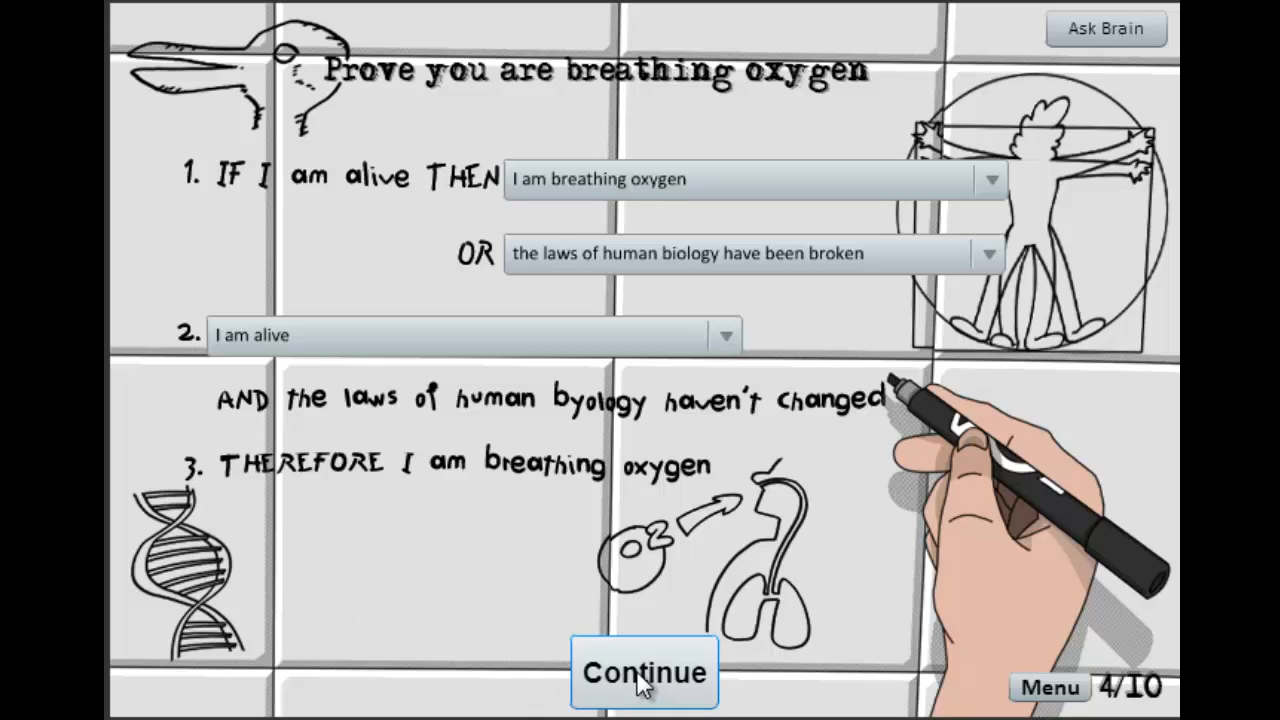 Ask Brain
Prove you are breathing oxygen
1. IF I am alive THEN I am breathing oxygen
OR the laws of human biology have been broken
2. I am alive
AND the laws of human byology haven't changed
3. THEREFORE I am breathing oxygen
O2
Continue
Menu 4/10